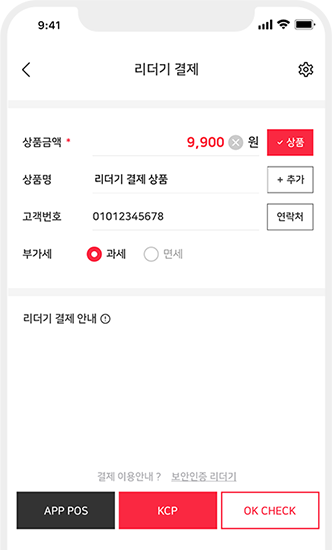 9:41
리더기 결제
상품금액 * 9,900 원 상품
상품명 리더기 결제 상품 + 추가
고객번호 01012345678 연락처
부가세 과세 면세
리더기 결제 안내
결제 이용안내 ? 보안인증 리더기
APP POS KCP OK CHECK